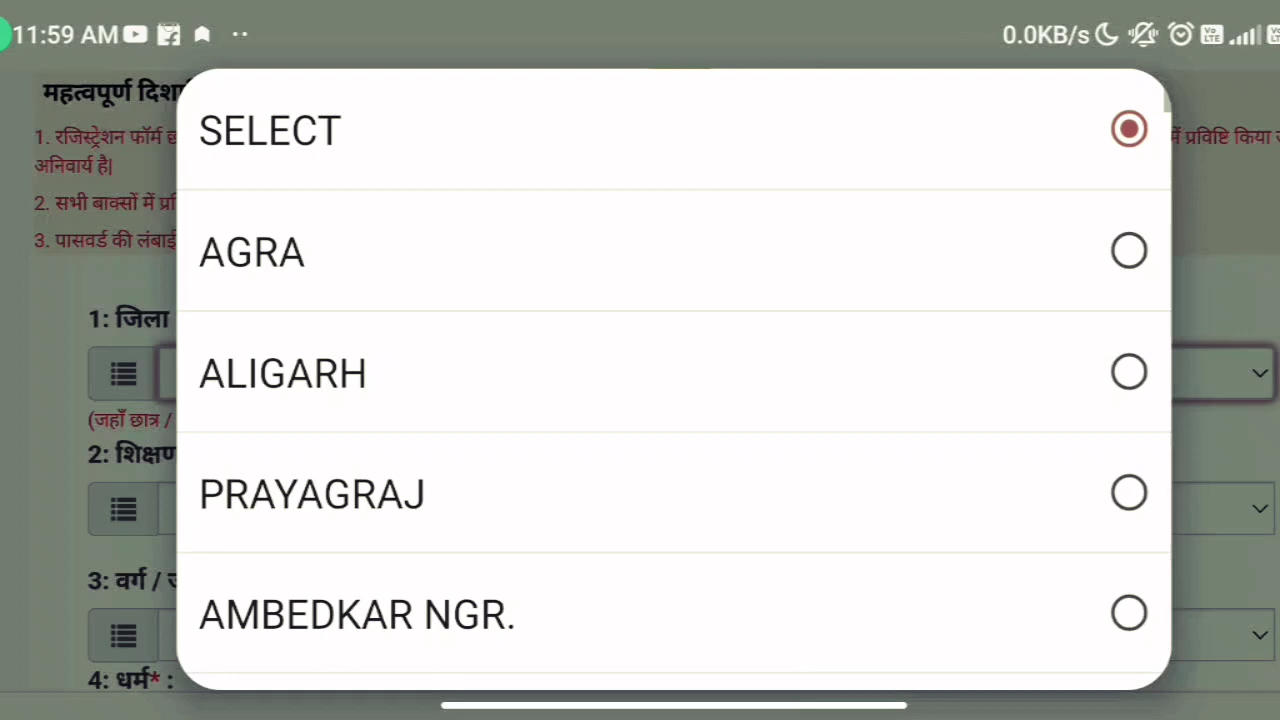 11:59 AM
0.0KB/s
महत्वपूर्ण
1. रजिस्ट्रेशन फॉर्म
में प्रविष्टि किया
अनिवार्य है|
2. सभी बाक्सों में
3. पासवर्ड की लंबाई
SELECT
AGRA
ALIGARH
PRAYAGRAJ
AMBEDKAR NGR.
1: जिला
(जहाँ छात्र /
2: शिक्षण
3: वर्ग /
4: धर्म* :